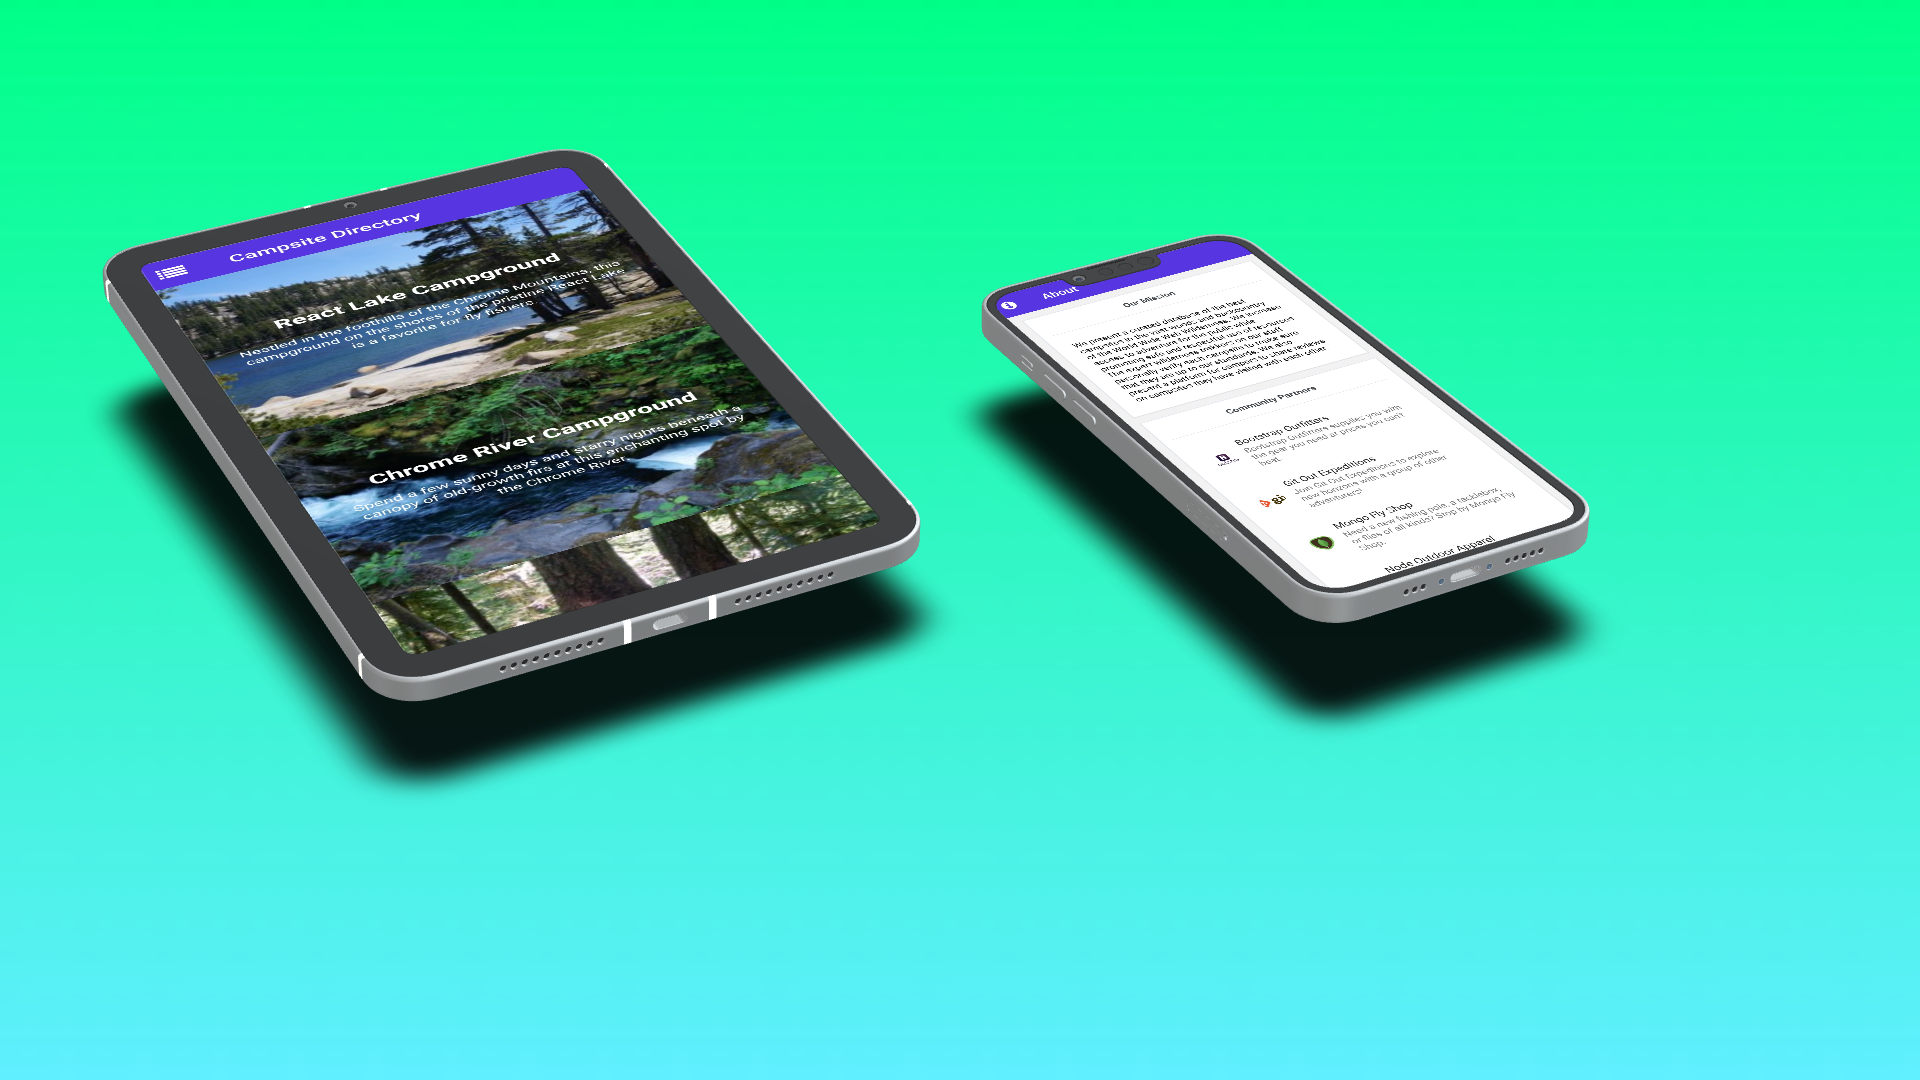 Campsite Directory
React Lake Campground
Nestled in the foothills of the Chrome Mountains, this
campground on the shores of the pristine React Lake
is a favorite for fly fishers.
Chrome River Campground
Spend a few sunny days and starry nights beneath a
canopy of old-growth firs at this enchanting spot by
the Chrome River.
About
Our Mission
We present a curated database of the best
campsites in the vast woods and backcountry
of the World Wide Web Wilderness. We increase
access to adventure for the public while
promoting safe and respectful use of resources.
The expert wilderness trekkers on our staff
personally verify each campsite to make sure
that they are up to our standards. We also
present a platform for campers to share reviews
on campsites they have visited with each other.
Community Partners
Bootstrap Outfitters
Bootstrap Outfitters supplies you with
the gear you need at prices you can't
beat.
Git Out Expeditions
Join Git Out Expeditions to explore
new horizons with a group of other
adventurers!
Mongo Fly Shop
Need a new fishing pole, a tacklebox,
or flies of all kinds? Stop by Mongo Fly
Shop.
Node Outdoor Apparel